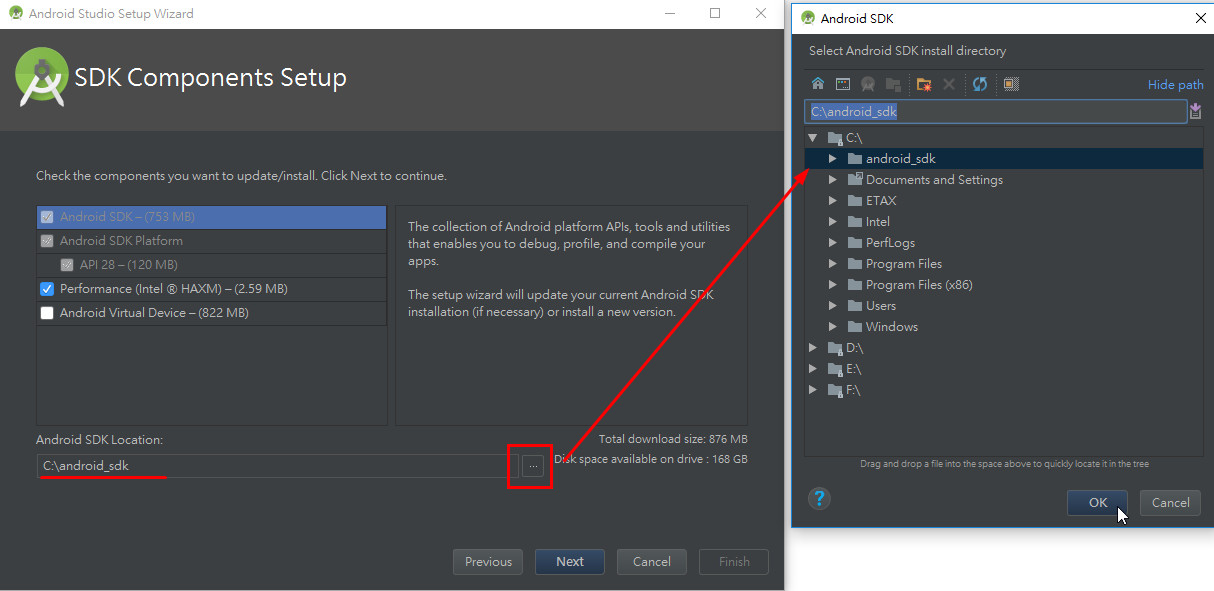 Android Studio Setup Wizard
SDK Components Setup
Check the components you want to update/install. Click Next to continue.
Android SDK – (753 MB)
Android SDK Platform
API 28 – (120 MB)
Performance (Intel ® HAXM) – (2.59 MB)
Android Virtual Device – (822 MB)
The collection of Android platform APIs, tools and utilities
that enables you to debug, profile, and compile your
apps.
The setup wizard will update your current Android SDK
installation (if necessary) or install a new version.
Android SDK Location:
C:\android_sdk
...
Total download size: 876 MB
Disk space available on drive : 168 GB
Previous
Next
Cancel
Finish
Android SDK
Select Android SDK install directory
Hide path
C:\android_sdk
C:\
android_sdk
Documents and Settings
ETAX
Intel
PerfLogs
Program Files
Program Files (x86)
Users
Windows
D:\
E:\
F:\
Drag and drop a file into the space above to quickly locate it in the tree
?
OK
Cancel